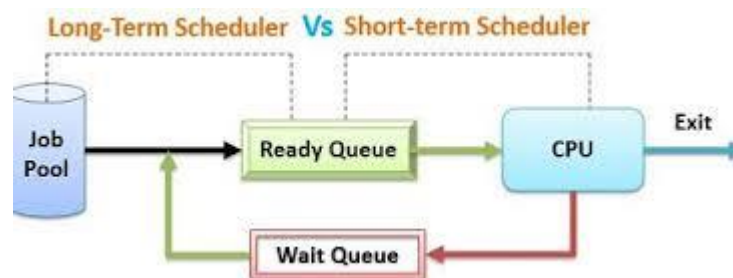 Long-Term Scheduler Vs Short-term Scheduler
Job
Pool
Ready Queue
CPU
Exit
Wait Queue